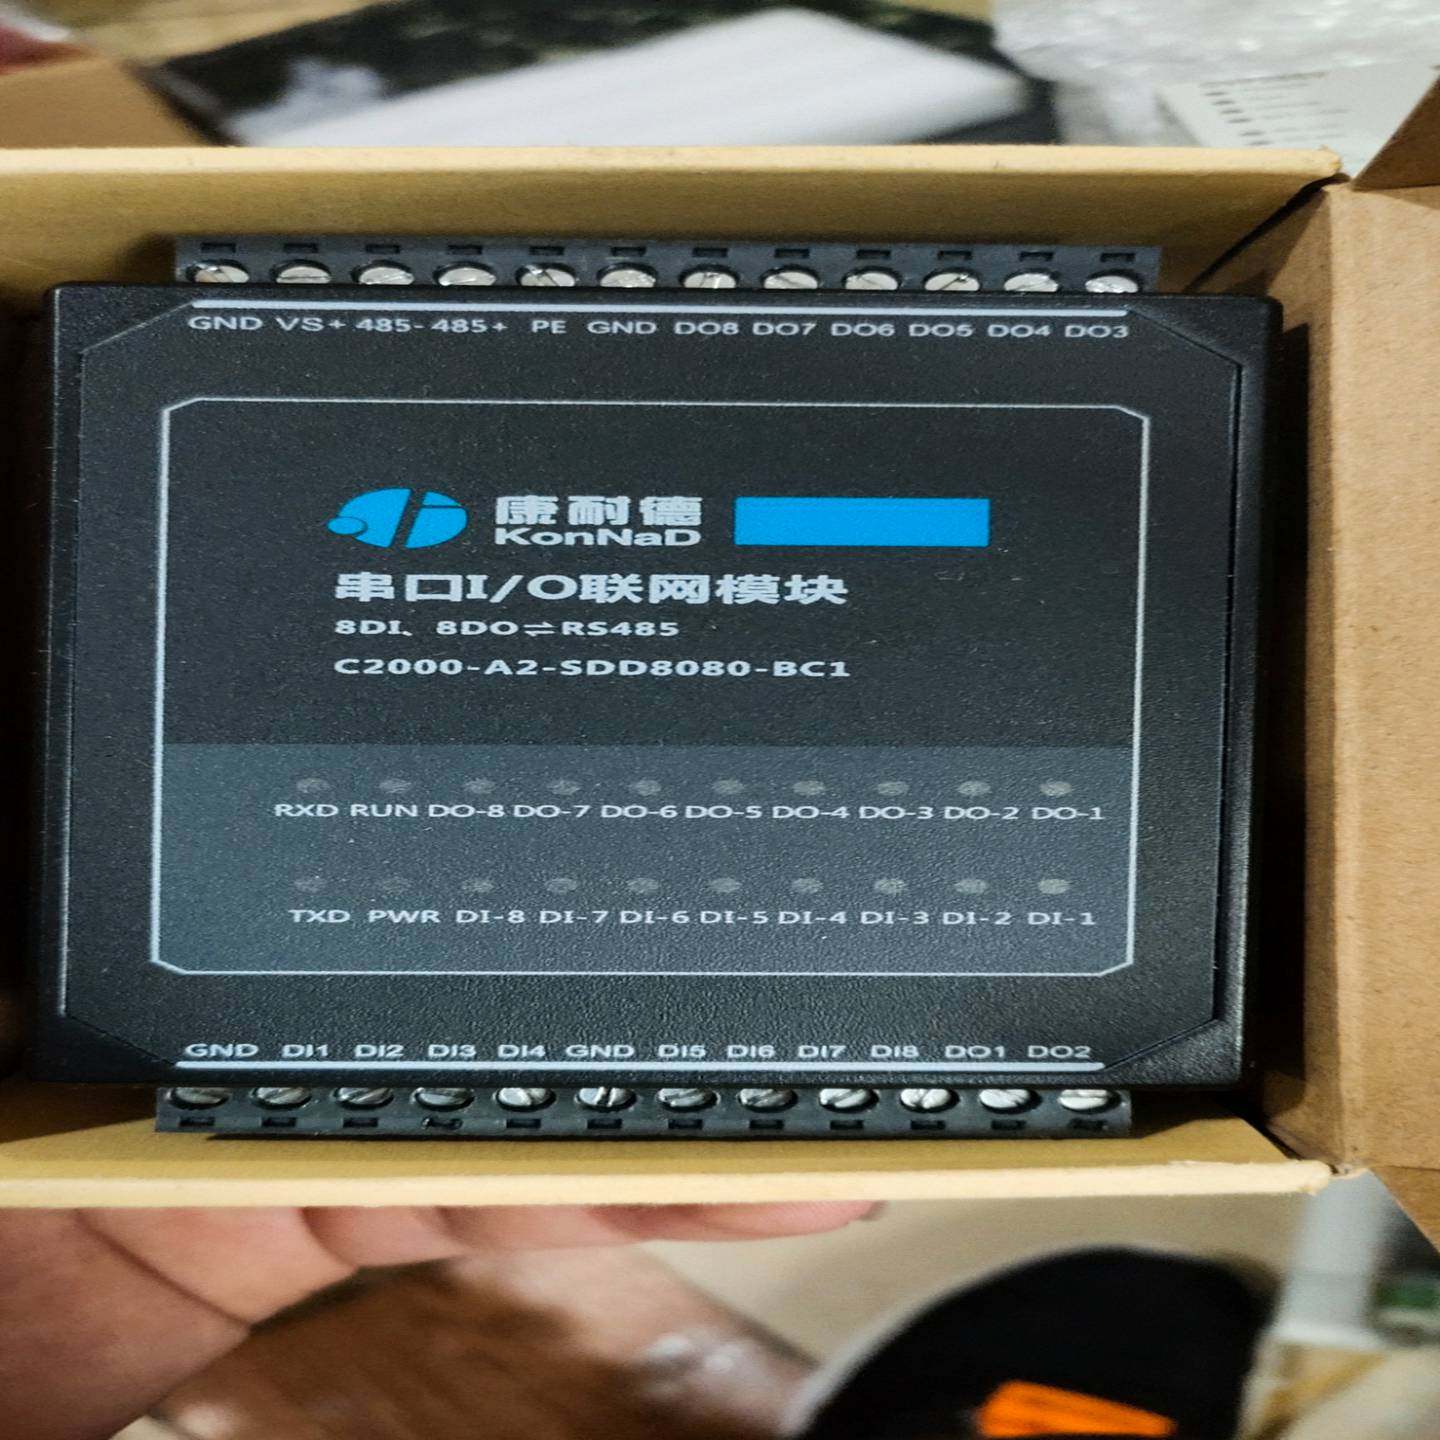 GND VS+ 485- 485+ PE GND DO8 DO7 DO6 DO5 DO4 DO3
康耐德
KonNaD
串口I/O联网模块
8DI、8DO⇌RS485
C2000-A2-SDD8080-BC1
RXD RUN DO-8 DO-7 DO-6 DO-5 DO-4 DO-3 DO-2 DO-1
TXD PWR DI-8 DI-7 DI-6 DI-5 DI-4 DI-3 DI-2 DI-1
GND DI1 DI2 DI3 DI4 GND DI5 DI6 DI7 DI8 DO1 DO2